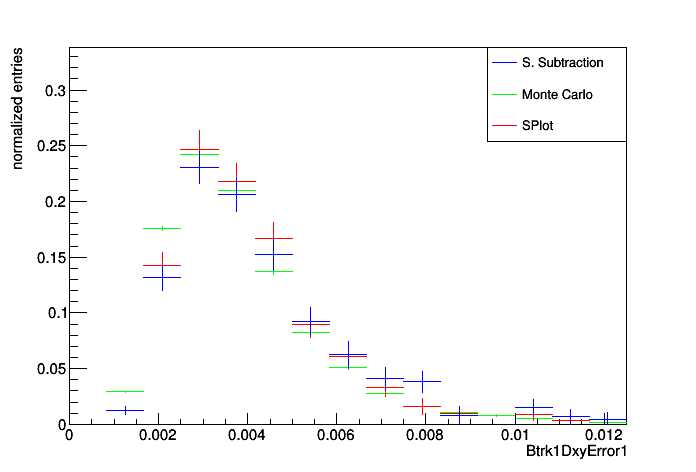 normalized entries
0.3
0.25
0.2
0.15
0.1
0.05
0
S. Subtraction
Monte Carlo
SPlot
0 0.002 0.004 0.006 0.008 0.01 0.012
Btrk1DxyError1